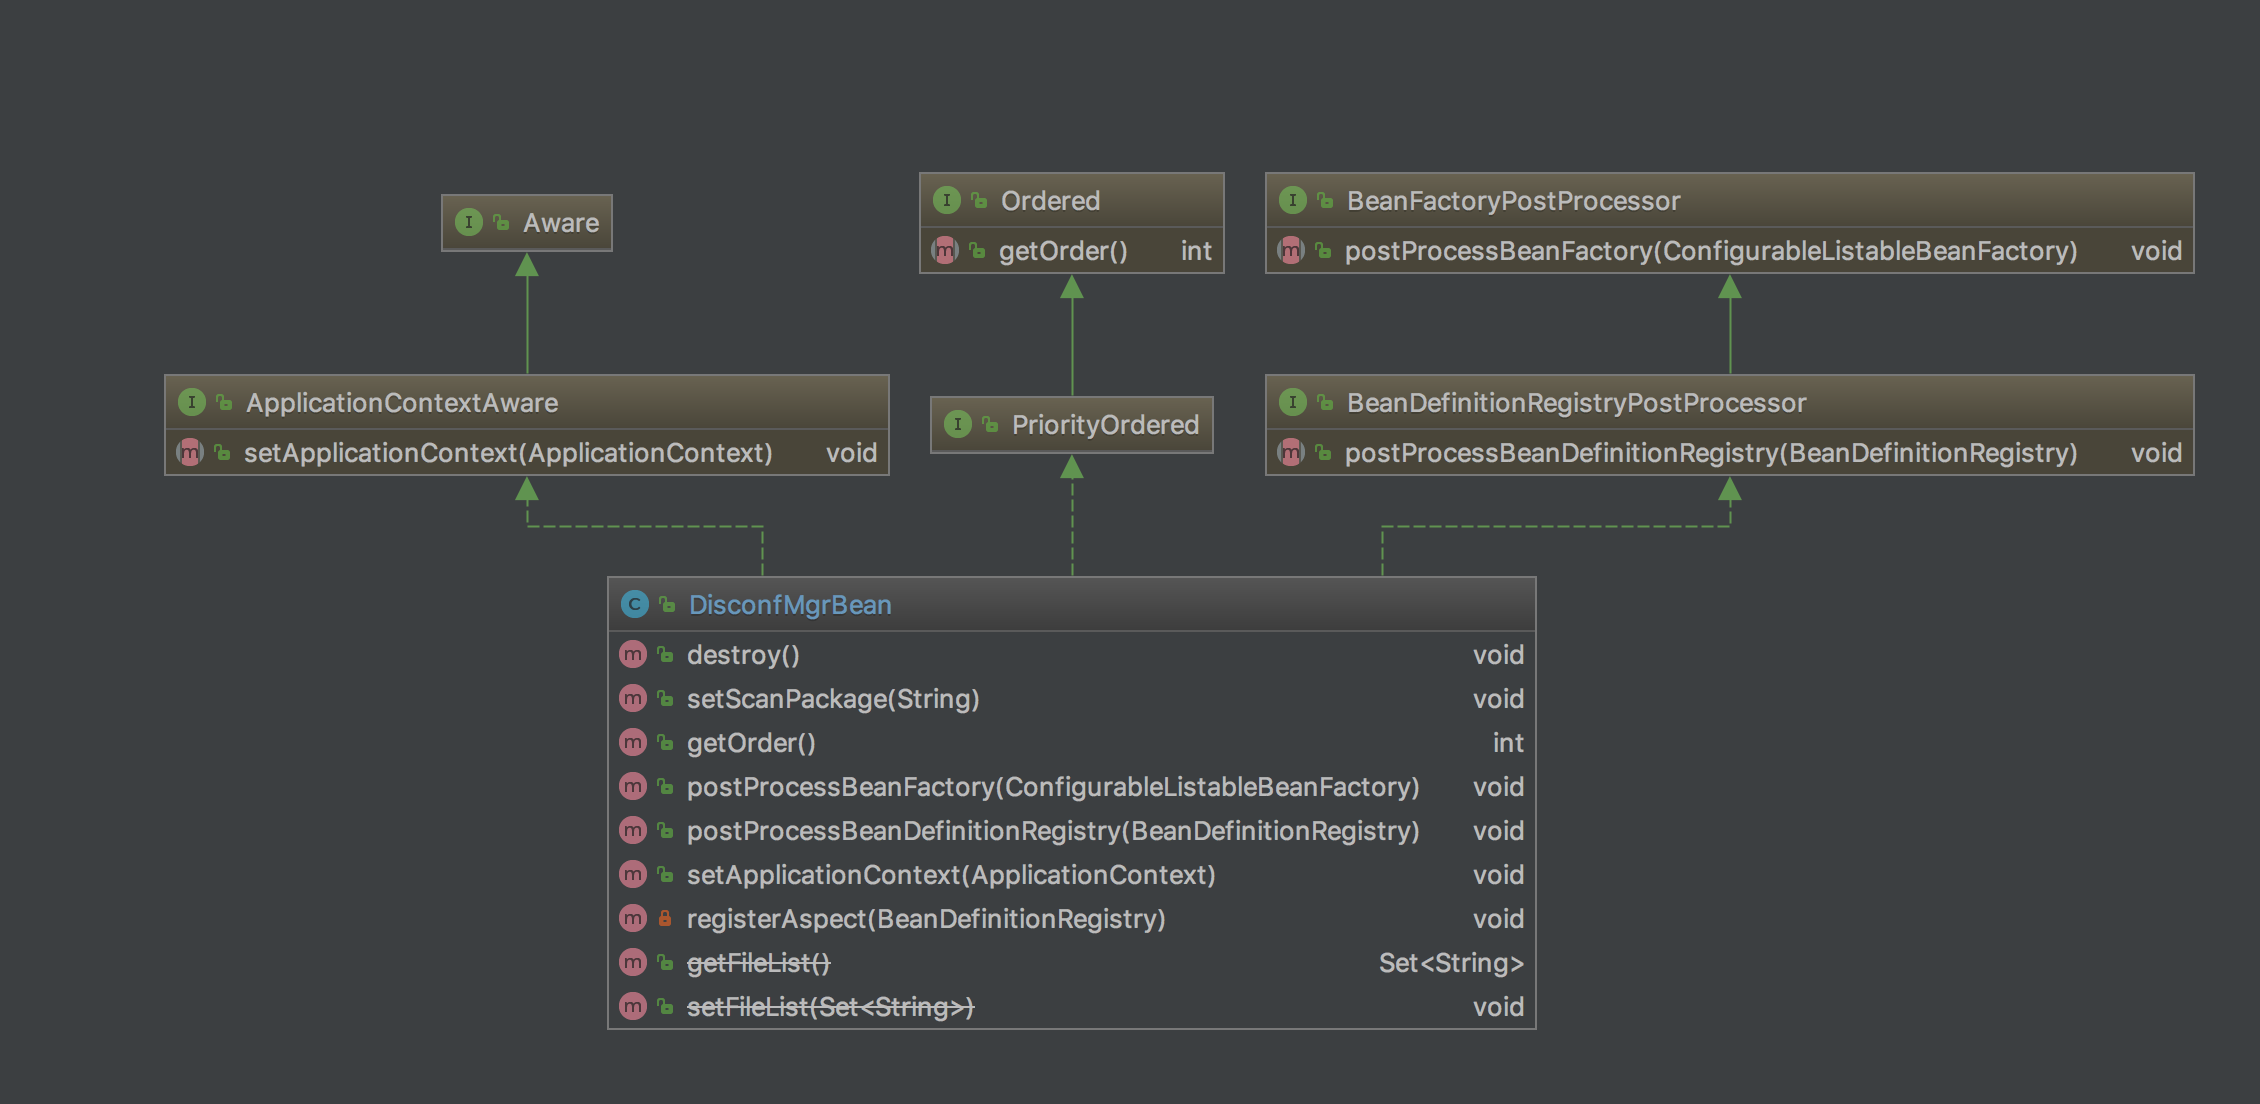 Aware
Ordered
getOrder() int
BeanFactoryPostProcessor
postProcessBeanFactory(ConfigurableListableBeanFactory) void
ApplicationContextAware
setApplicationContext(ApplicationContext) void
PriorityOrdered
BeanDefinitionRegistryPostProcessor
postProcessBeanDefinitionRegistry(BeanDefinitionRegistry) void
DisconfMgrBean
destroy() void
setScanPackage(String) void
getOrder() int
postProcessBeanFactory(ConfigurableListableBeanFactory) void
postProcessBeanDefinitionRegistry(BeanDefinitionRegistry) void
setApplicationContext(ApplicationContext) void
registerAspect(BeanDefinitionRegistry) void
getFileList() Set<String>
setFileList(Set<String>) void